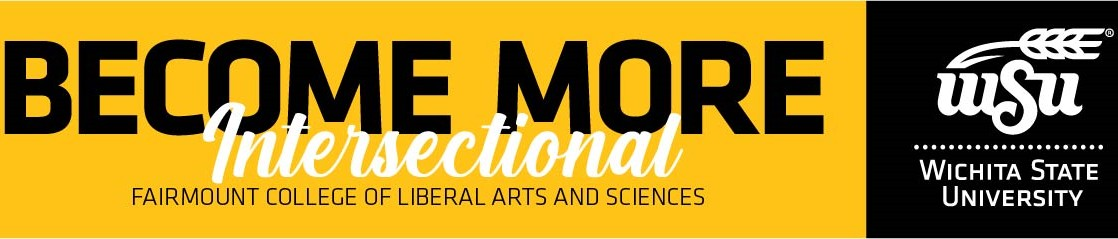 BECOME MORE
Intersectional
FAIRMOUNT COLLEGE OF LIBERAL ARTS AND SCIENCES
wsu®
WICHITA STATE
UNIVERSITY